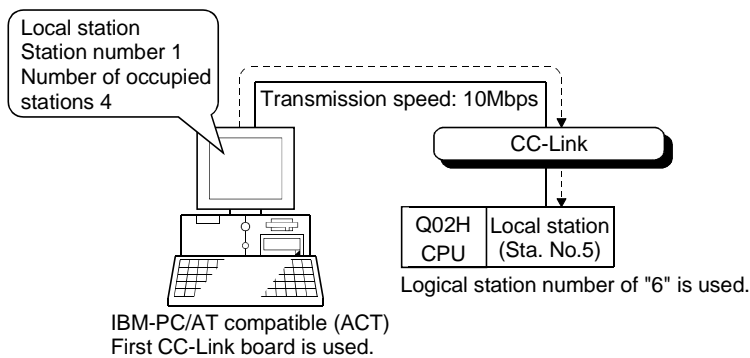 Local station
Station number 1
Number of occupied
stations 4
Transmission speed: 10Mbps
CC-Link
Q02H
CPU
Local station
(Sta. No.5)
Logical station number of "6" is used.
IBM-PC/AT compatible (ACT)
First CC-Link board is used.